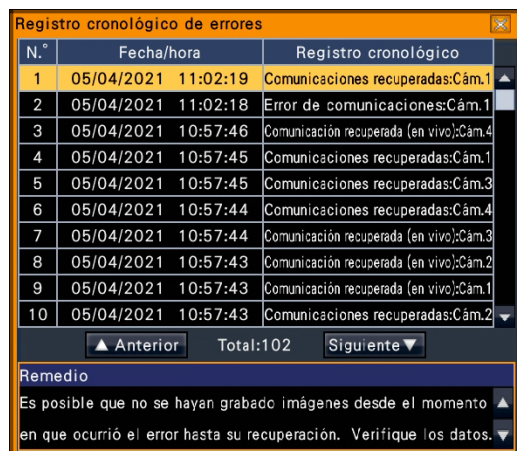 Registro cronológico de errores
N.° Fecha/hora Registro cronológico
1 05/04/2021 11:02:19 Comunicaciones recuperadas:Cám.1
2 05/04/2021 11:02:18 Error de comunicaciones:Cám.1
3 05/04/2021 10:57:46 Comunicación recuperada (en vivo):Cám.4
4 05/04/2021 10:57:45 Comunicaciones recuperadas:Cám.1
5 05/04/2021 10:57:45 Comunicaciones recuperadas:Cám.3
6 05/04/2021 10:57:44 Comunicaciones recuperadas:Cám.4
7 05/04/2021 10:57:44 Comunicación recuperada (en vivo):Cám.3
8 05/04/2021 10:57:43 Comunicación recuperada (en vivo):Cám.2
9 05/04/2021 10:57:43 Comunicación recuperada (en vivo):Cám.1
10 05/04/2021 10:57:43 Comunicaciones recuperadas:Cám.2
▲ Anterior Total:102 Siguiente▼
Remedio
Es posible que no se hayan grabado imágenes desde el momento
en que ocurrió el error hasta su recuperación. Verifique los datos.